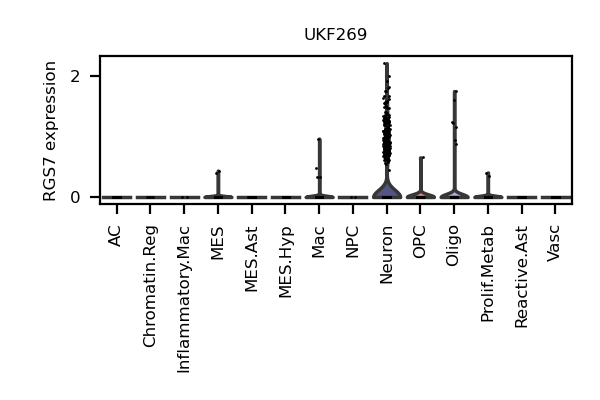 UKF269
RGS7 expression
2
0
AC
Chromatin.Reg
Inflammatory.Mac
MES
MES.Ast
MES.Hyp
Mac
NPC
Neuron
OPC
Oligo
Prolif.Metab
Reactive.Ast
Vasc